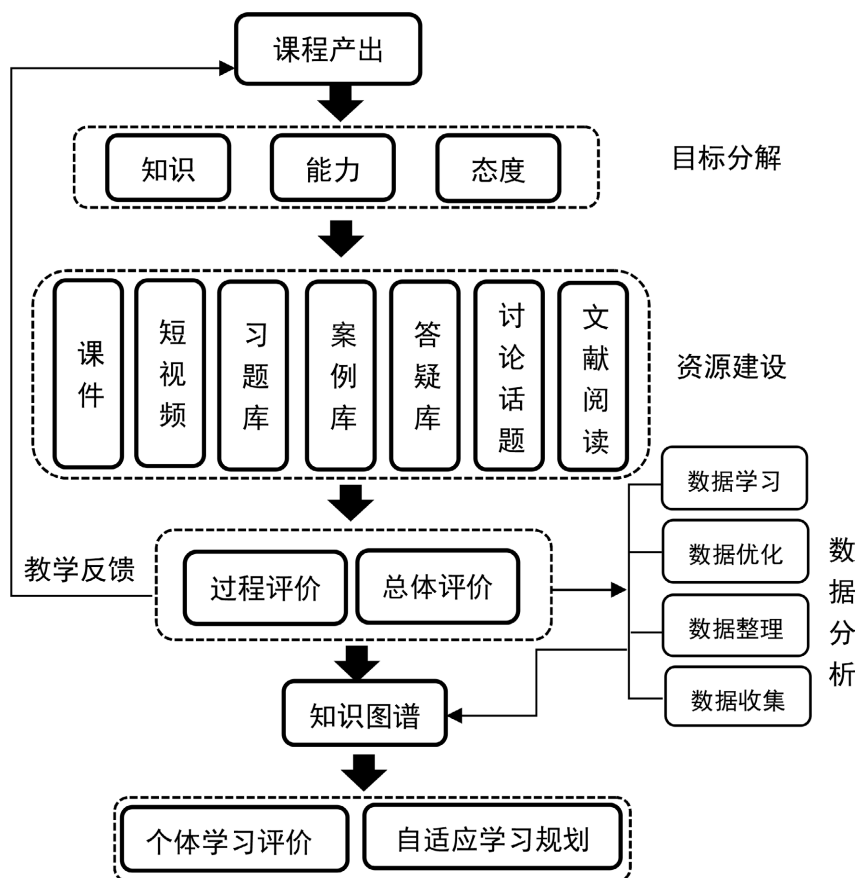 课程产出
知识
能力
态度
目标分解
课件
短视频
习题库
案例库
答疑库
讨论话题
文献阅读
资源建设
数据学习
数据优化
数据整理
数据收集
数据分析
教学反馈
过程评价
总体评价
知识图谱
个体学习评价
自适应学习规划